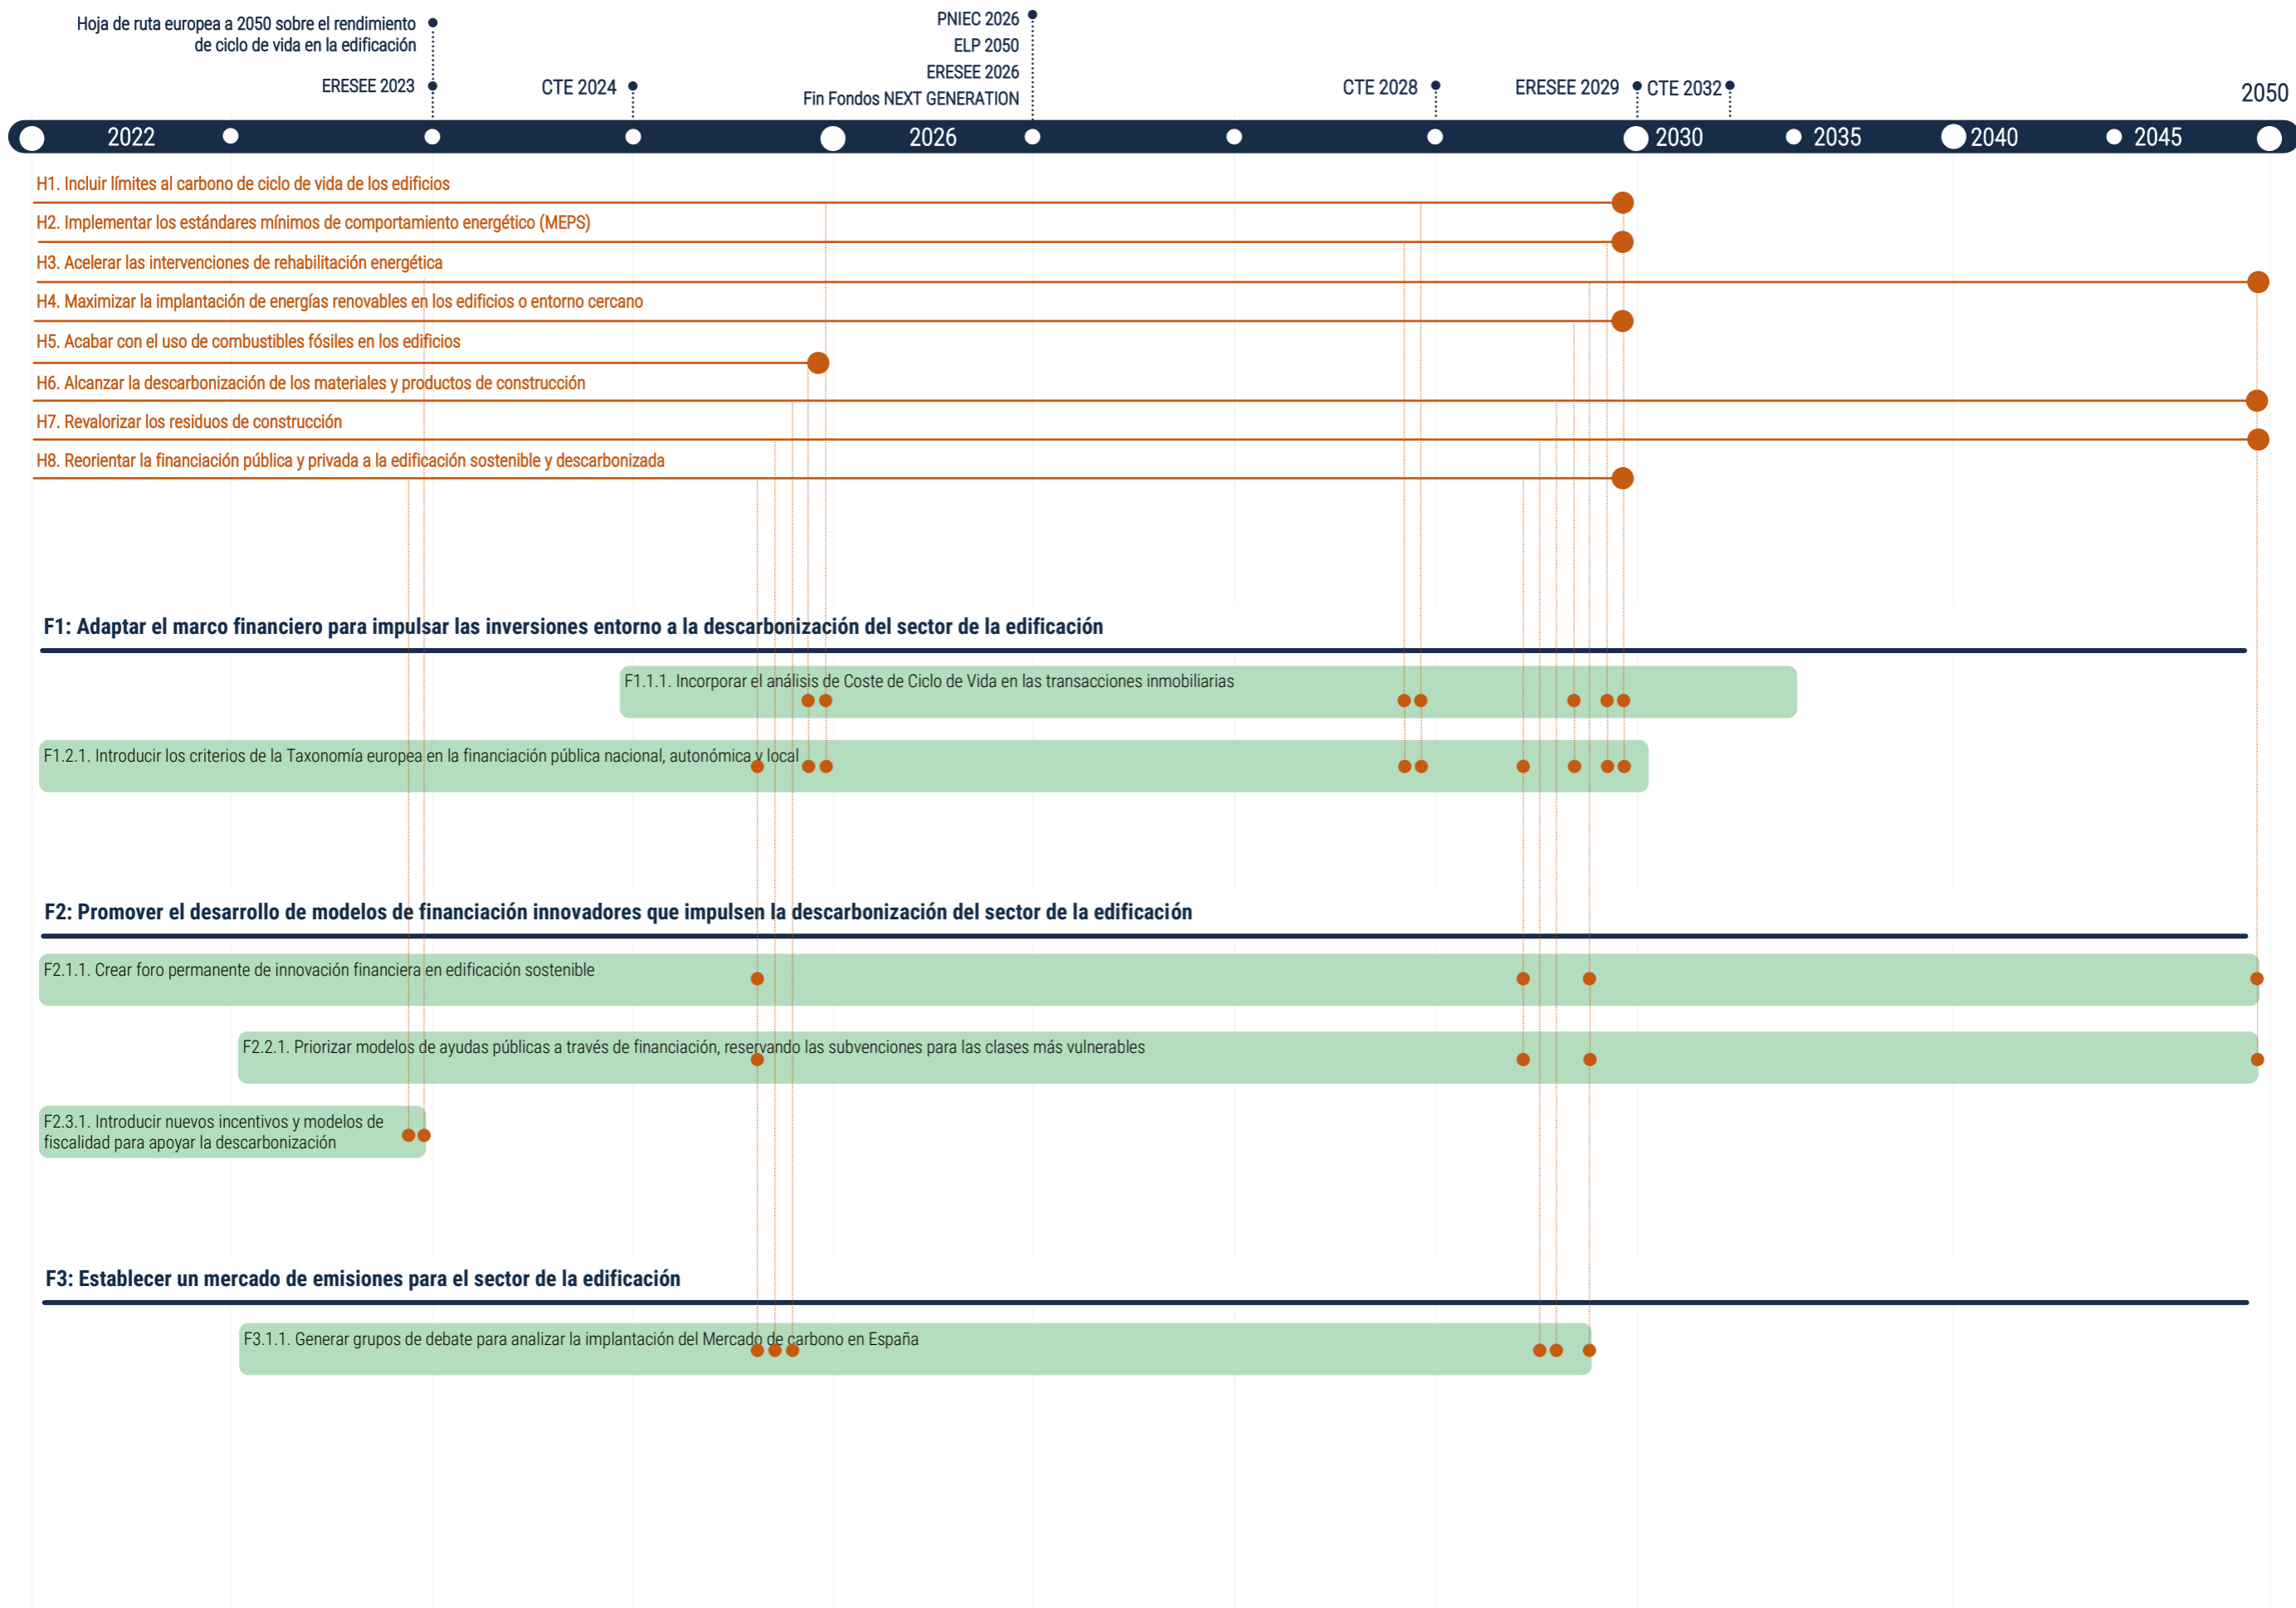 Hoja de ruta europea a 2050 sobre el rendimiento
de ciclo de vida en la edificación
ERESEE 2023
CTE 2024
PNIEC 2026
ELP 2050
ERESEE 2026
Fin Fondos NEXT GENERATION
CTE 2028
ERESEE 2029
CTE 2032
2050
2022
2026
2030
2035
2040
2045
H1. Incluir límites al carbono de ciclo de vida de los edificios
H2. Implementar los estándares mínimos de comportamiento energético (MEPS)
H3. Acelerar las intervenciones de rehabilitación energética
H4. Maximizar la implantación de energías renovables en los edificios o entorno cercano
H5. Acabar con el uso de combustibles fósiles en los edificios
H6. Alcanzar la descarbonización de los materiales y productos de construcción
H7. Revalorizar los residuos de construcción
H8. Reorientar la financiación pública y privada a la edificación sostenible y descarbonizada
F1: Adaptar el marco financiero para impulsar las inversiones entorno a la descarbonización del sector de la edificación
F1.1.1. Incorporar el análisis de Coste de Ciclo de Vida en las transacciones inmobiliarias
F1.2.1. Introducir los criterios de la Taxonomía europea en la financiación pública nacional, autonómica y local
F2: Promover el desarrollo de modelos de financiación innovadores que impulsen la descarbonización del sector de la edificación
F2.1.1. Crear foro permanente de innovación financiera en edificación sostenible
F2.2.1. Priorizar modelos de ayudas públicas a través de financiación, reservando las subvenciones para las clases más vulnerables
F2.3.1. Introducir nuevos incentivos y modelos de
fiscalidad para apoyar la descarbonización
F3: Establecer un mercado de emisiones para el sector de la edificación
F3.1.1. Generar grupos de debate para analizar la implantación del Mercado de carbono en España